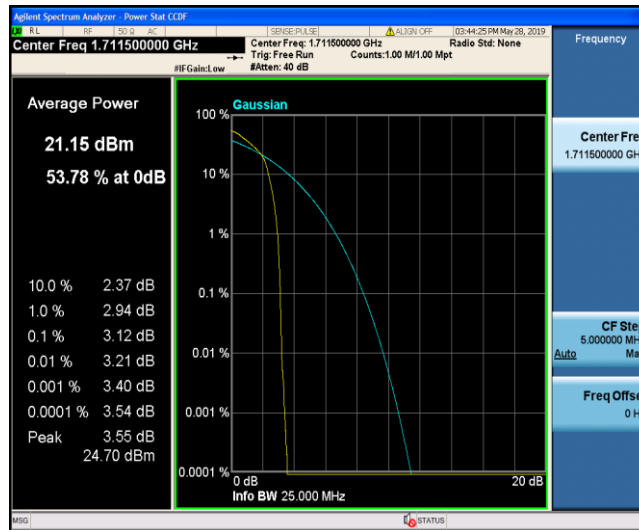 Agilent Spectrum Analyzer - Power Stat CCDF
RL RF 50 Ω AC SENSE:PULSE ALIGN OFF 03:44:25 PM May 28, 2019
Center Freq 1.711500000 GHz
Center Freq: 1.711500000 GHz Radio Std: None
Trig: Free Run Counts:1.00 M/1.00 Mpt
#IFGain:Low #Atten: 40 dB
Frequency
Average Power
21.15 dBm
53.78 % at 0dB
10.0 % 2.37 dB
1.0 % 2.94 dB
0.1 % 3.12 dB
0.01 % 3.21 dB
0.001 % 3.40 dB
0.0001 % 3.54 dB
Peak 3.55 dB
24.70 dBm
Gaussian
100 %
10 %
1 %
0.1 %
0.01 %
0.001 %
0.0001 %
0 dB 20 dB
Info BW 25.000 MHz
Center Fre
1.711500000 GH
CF Ste
5.000000 MH
Auto Ma
Freq Offse
0 H
MSG STATUS